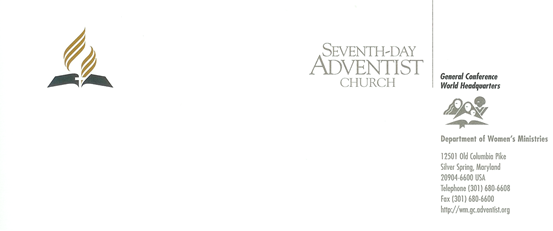 SEVENTH-DAY
ADVENTIST
CHURCH
General Conference
World Headquarters
Department of Women's Ministries
12501 Old Columbia Pike
Silver Spring, Maryland
20904-6600 USA
Telephone (301) 680-6608
Fax (301) 680-6600
http://wm.gc.adventist.org